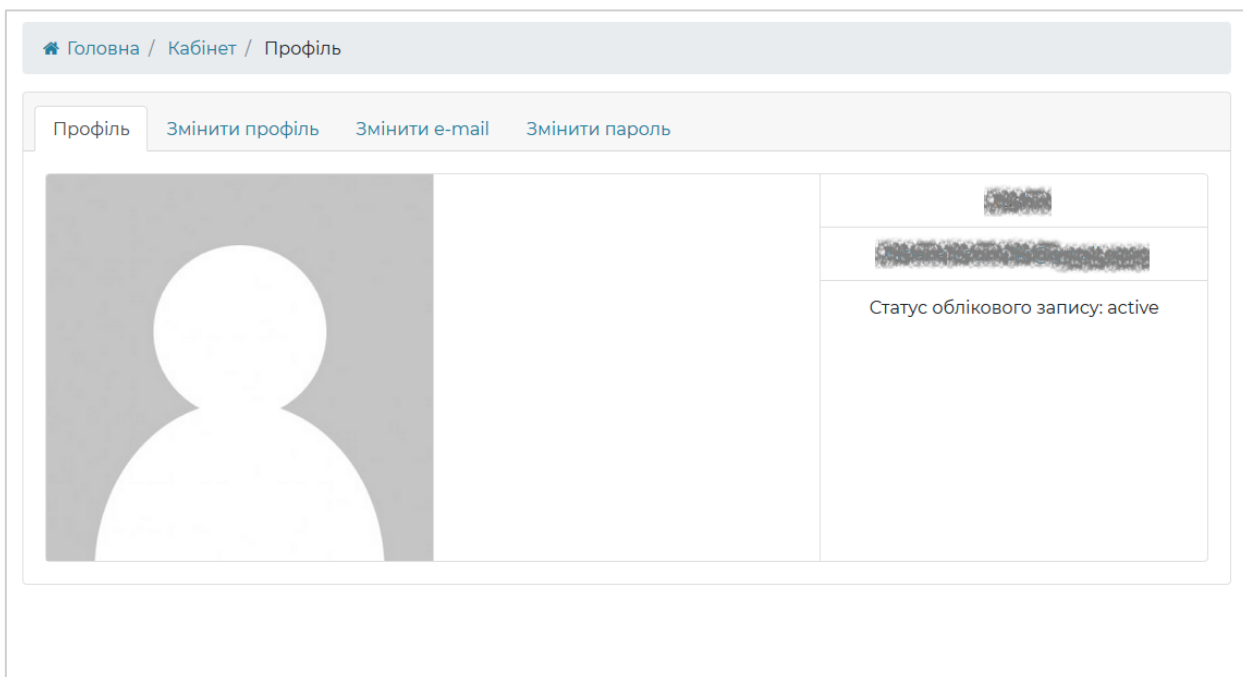 Головна / Кабінет / Профіль
Профіль Змінити профіль Змінити e-mail Змінити пароль
Статус облікового запису: active